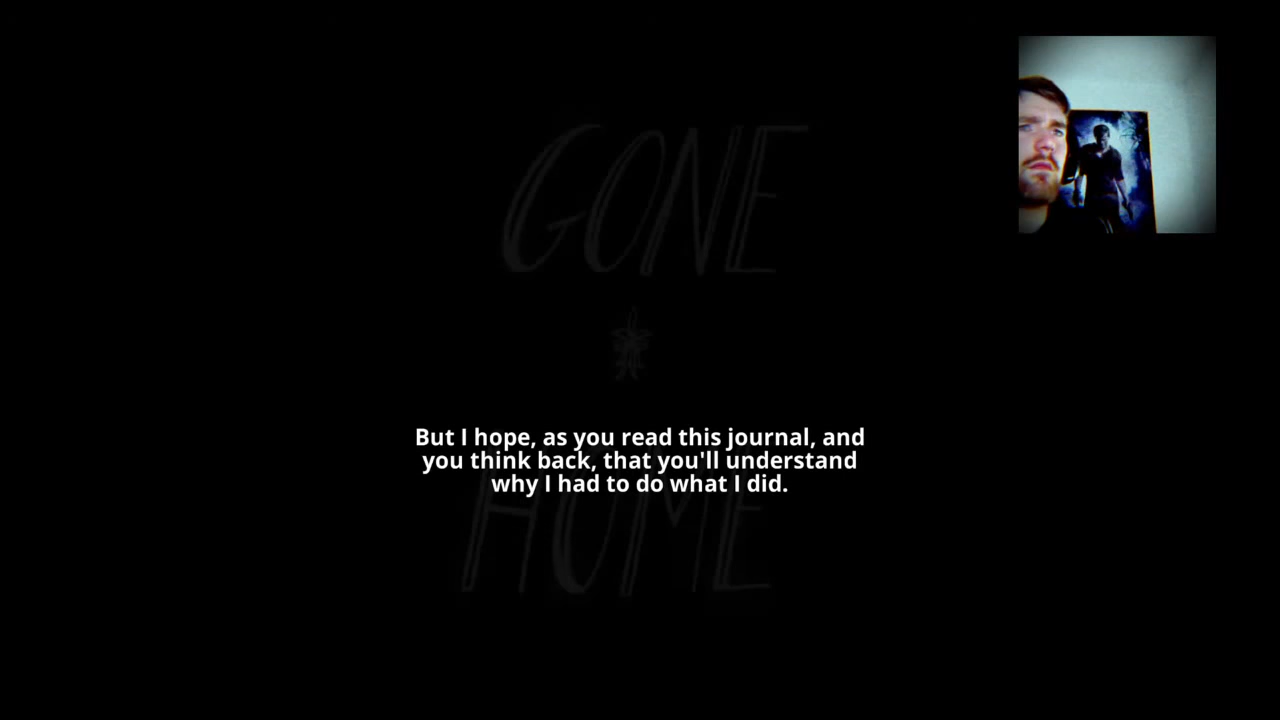 GONE
But I hope, as you read this journal, and
you think back, that you'll understand
why I had to do what I did.
HOME